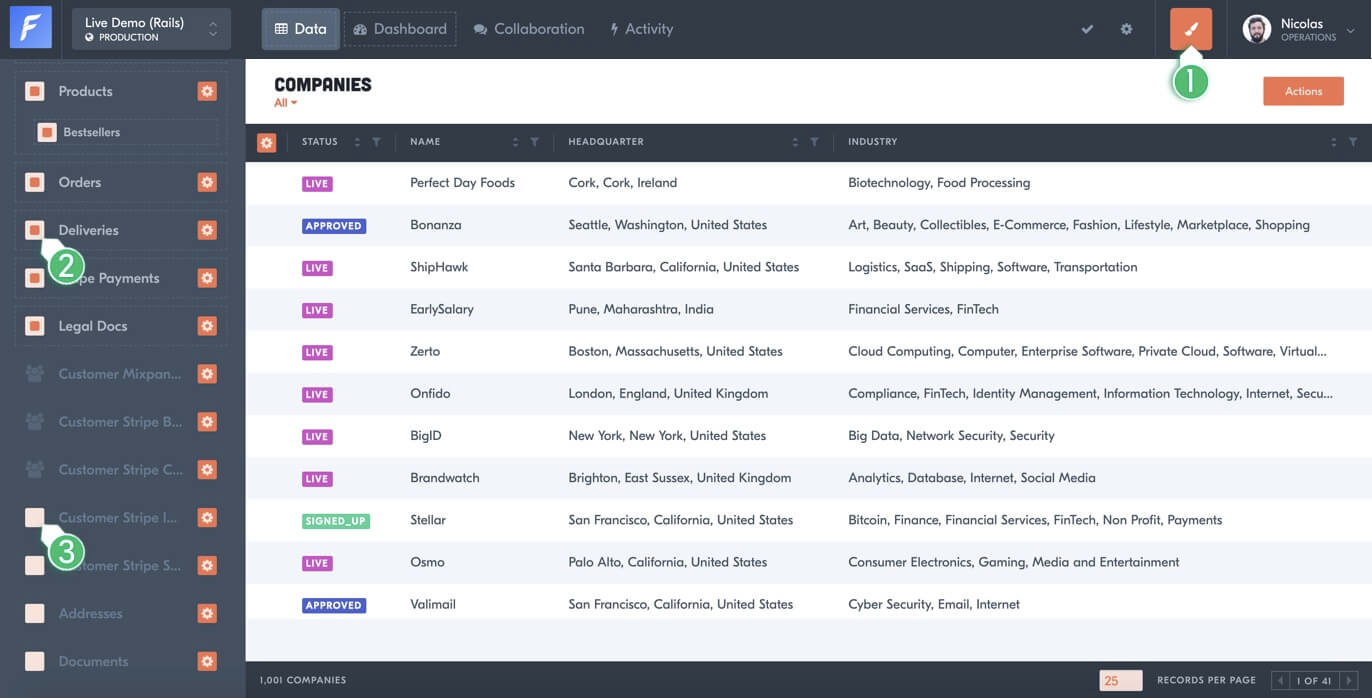 Live Demo (Rails)
PRODUCTION
Data
Dashboard
Collaboration
Activity
Nicolas
OPERATIONS
1
Products
Bestsellers
Orders
Deliveries
2
pe Payments
Legal Docs
Customer Mixpan...
Customer Stripe B...
Customer Stripe C...
Customer Stripe I...
3
tomer Stripe S...
Addresses
Documents
COMPANIES
All
Actions
STATUS NAME HEADQUARTER INDUSTRY
LIVE Perfect Day Foods Cork, Cork, Ireland Biotechnology, Food Processing
APPROVED Bonanza Seattle, Washington, United States Art, Beauty, Collectibles, E-Commerce, Fashion, Lifestyle, Marketplace, Shopping
LIVE ShipHawk Santa Barbara, California, United States Logistics, SaaS, Shipping, Software, Transportation
LIVE EarlySalary Pune, Maharashtra, India Financial Services, FinTech
LIVE Zerto Boston, Massachusetts, United States Cloud Computing, Computer, Enterprise Software, Private Cloud, Software, Virtual...
LIVE Onfido London, England, United Kingdom Compliance, FinTech, Identity Management, Information Technology, Internet, Secu...
LIVE BigID New York, New York, United States Big Data, Network Security, Security
LIVE Brandwatch Brighton, East Sussex, United Kingdom Analytics, Database, Internet, Social Media
SIGNED_UP Stellar San Francisco, California, United States Bitcoin, Finance, Financial Services, FinTech, Non Profit, Payments
LIVE Osmo Palo Alto, California, United States Consumer Electronics, Gaming, Media and Entertainment
APPROVED Valimail San Francisco, California, United States Cyber Security, Email, Internet
1,001 COMPANIES
25 RECORDS PER PAGE 1 OF 41